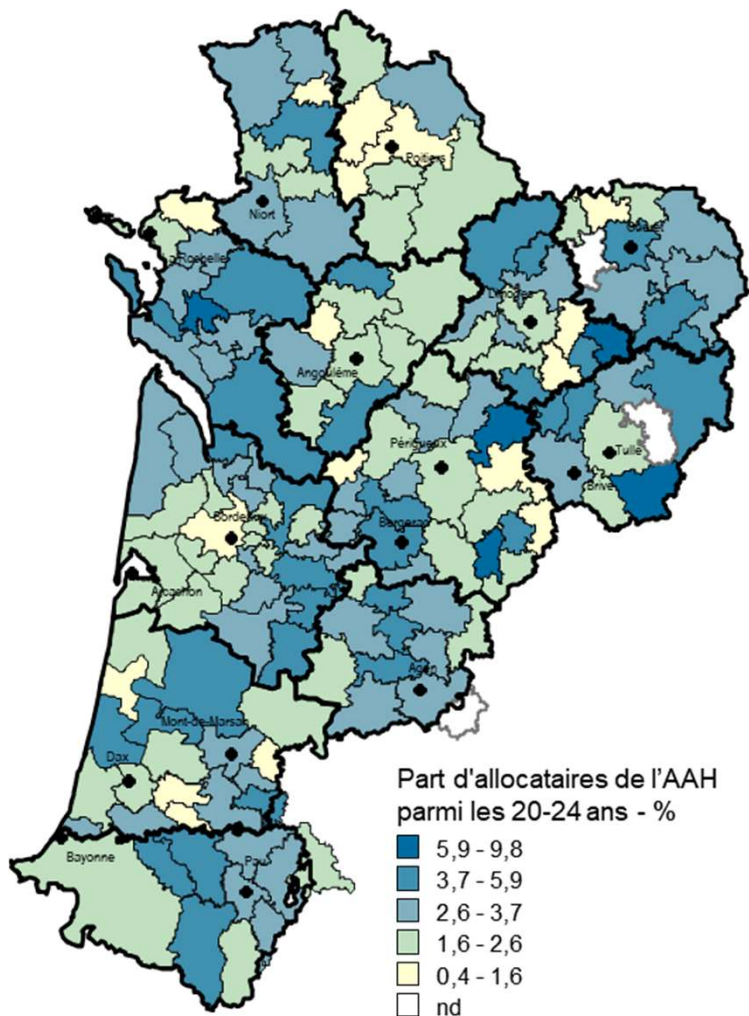 Poitiers
Niort
Guéret
La Rochelle
Limoges
Angoulême
Périgueux
Tulle
Brive
Bordeaux
Bergerac
Arcachon
Agen
Mont-de-Marsan
Dax
Bayonne
Pau
Part d'allocataires de l'AAH
parmi les 20-24 ans - %
5,9 - 9,8
3,7 - 5,9
2,6 - 3,7
1,6 - 2,6
0,4 - 1,6
nd